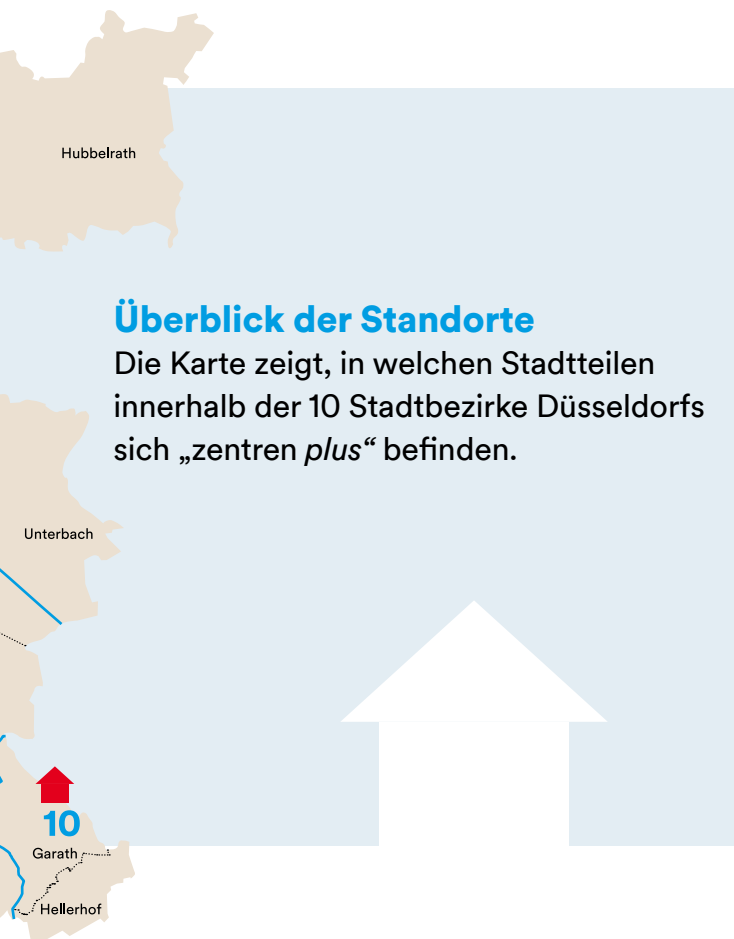 Hubbelrath
Überblick der Standorte
Die Karte zeigt, in welchen Stadtteilen
innerhalb der 10 Stadtbezirke Düsseldorfs
sich „zentren plus“ befinden.
Unterbach
10
Garath
Hellerhof